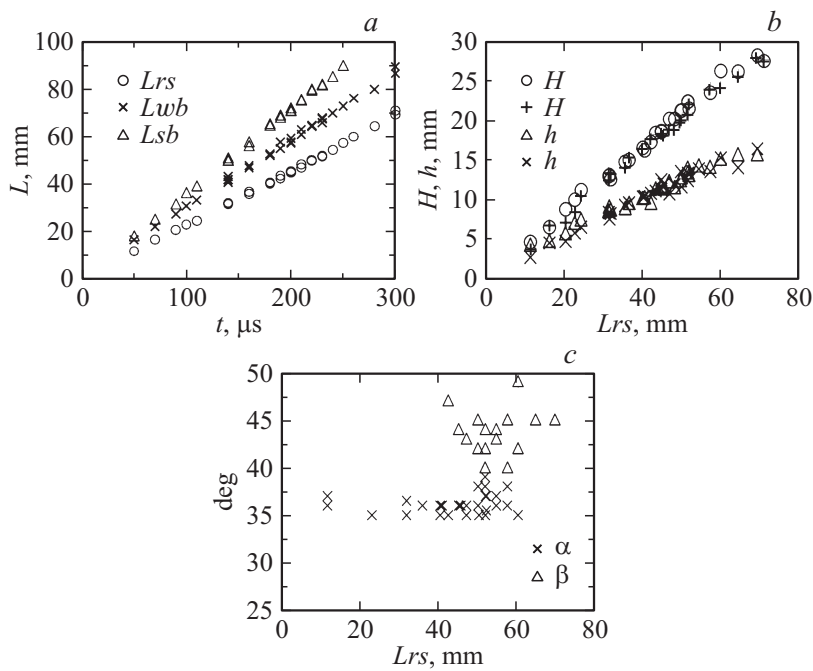 a
100
80
60
40
20
0
L, mm
○ Lrs
× Lwb
△ Lsb
0
100
200
300
t, μs
b
30
25
20
15
10
5
0
H, h, mm
○ H
+ H
△ h
× h
0
20
40
60
80
Lrs, mm
c
50
45
40
35
30
25
deg
× α
△ β
0
20
40
60
80
Lrs, mm